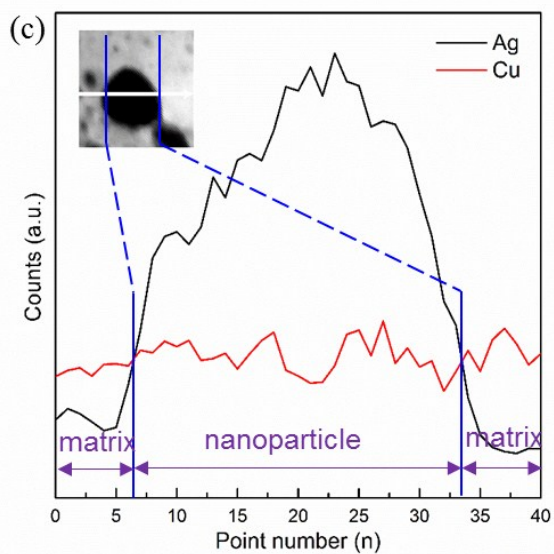 (c)
Ag
Cu
Counts (a.u.)
matrix
nanoparticle
matrix
0 5 10 15 20 25 30 35 40
Point number (n)